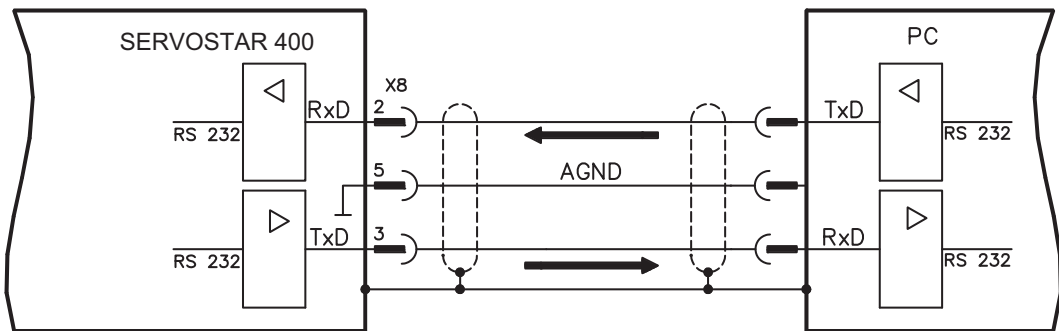 SERVOSTAR 400
PC
X8
RxD
2
TxD
RS 232
RS 232
5
AGND
TxD
3
RxD
RS 232
RS 232